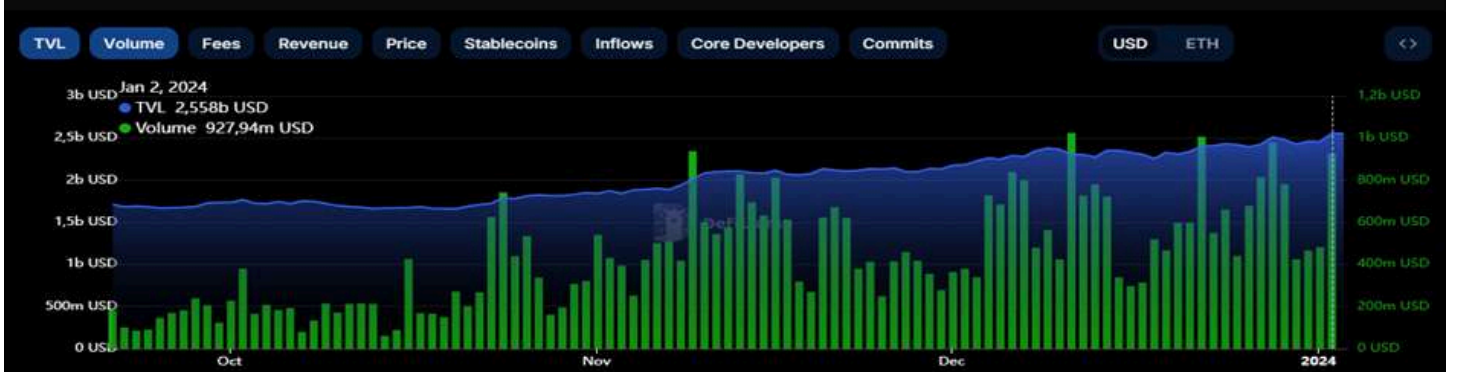 TVL Volume Fees Revenue Price Stablecoins Inflows Core Developers Commits USD ETH <>
Jan 2, 2024
3b USD 1,2b USD
TVL 2,558b USD
Volume 927,94m USD
2,5b USD 1b USD
2b USD 800m USD
1,5b USD 600m USD
1b USD 400m USD
500m USD 200m USD
0 USD 0 USD
Oct Nov Dec 2024